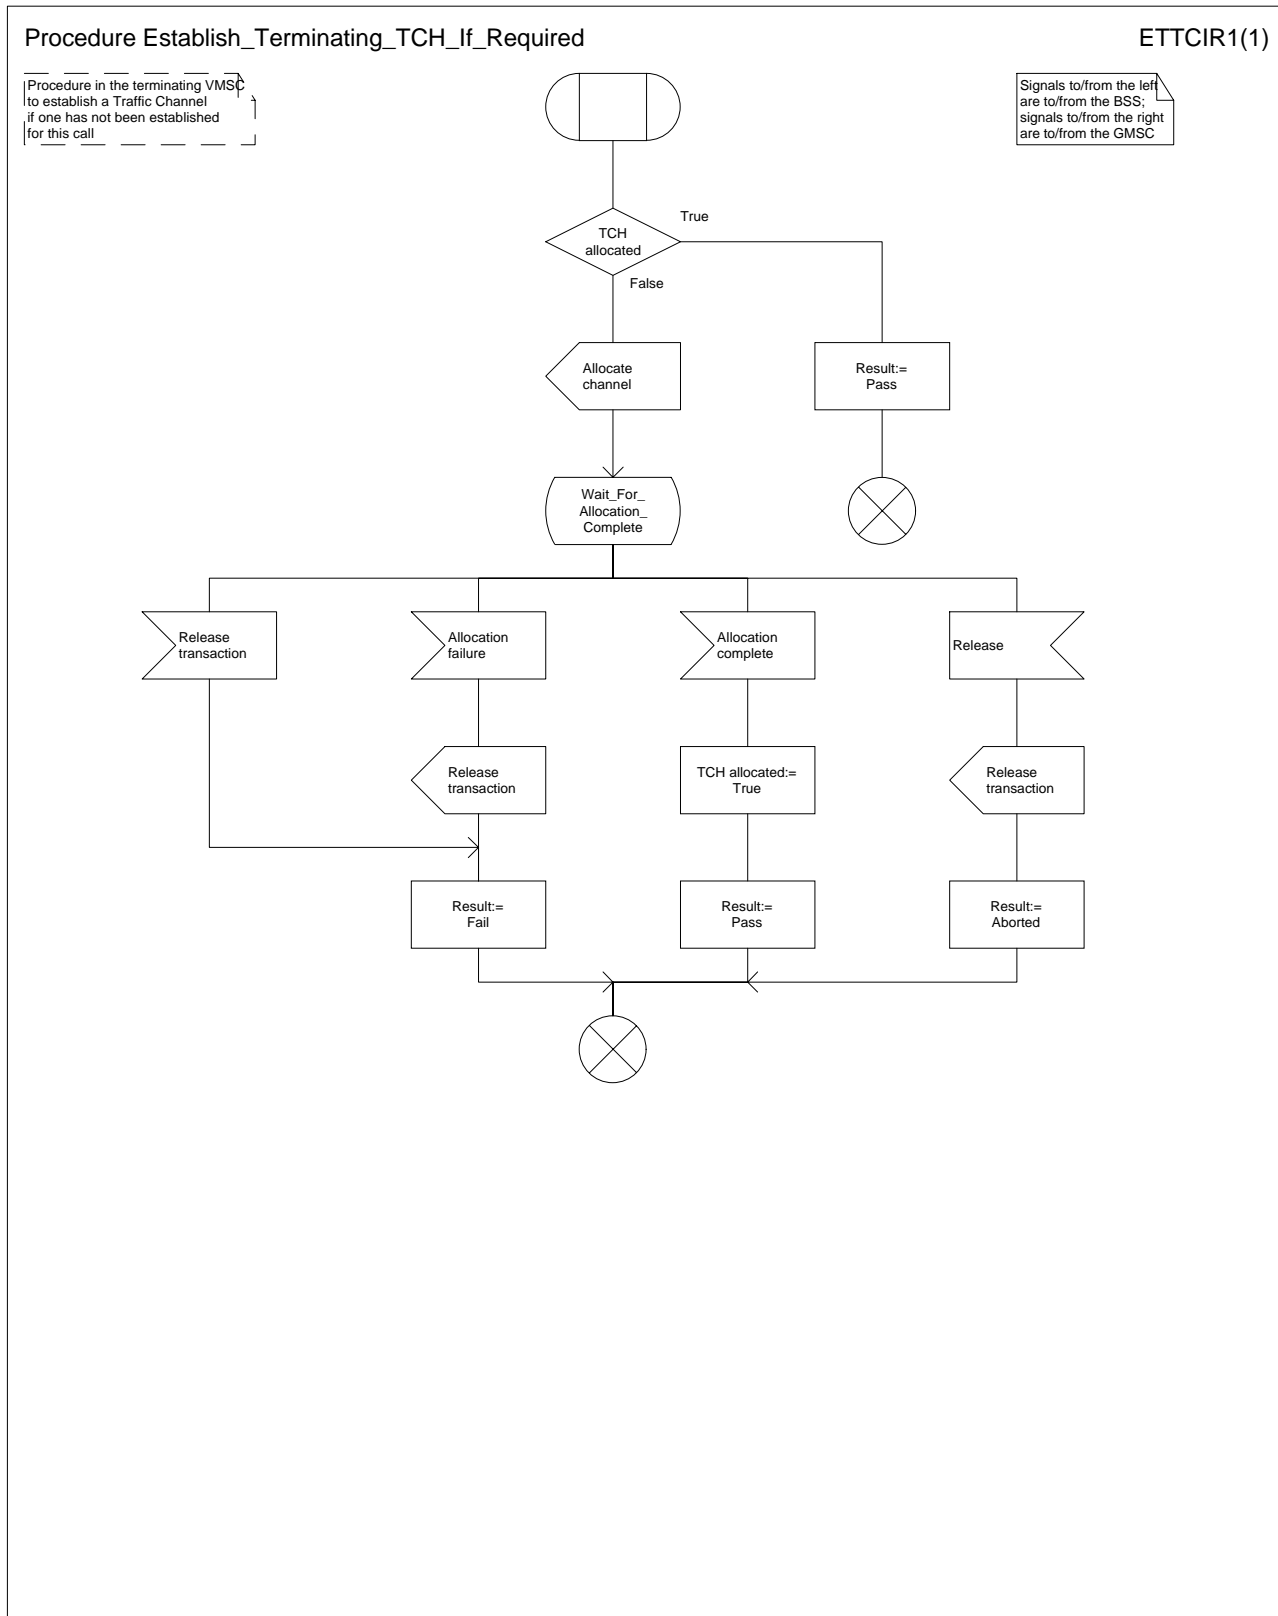 Procedure Establish_Terminating_TCH_If_Required
ETTCIR1(1)
Procedure in the terminating VMSC
to establish a Traffic Channel
if one has not been established
for this call
Signals to/from the left
are to/from the BSS;
signals to/from the right
are to/from the GMSC
TCH
allocated
True
False
Allocate
channel
Result:=
Pass
Wait_For_
Allocation_
Complete
Release
transaction
Allocation
failure
Allocation
complete
Release
Release
transaction
TCH allocated:=
True
Release
transaction
Result:=
Fail
Result:=
Pass
Result:=
Aborted